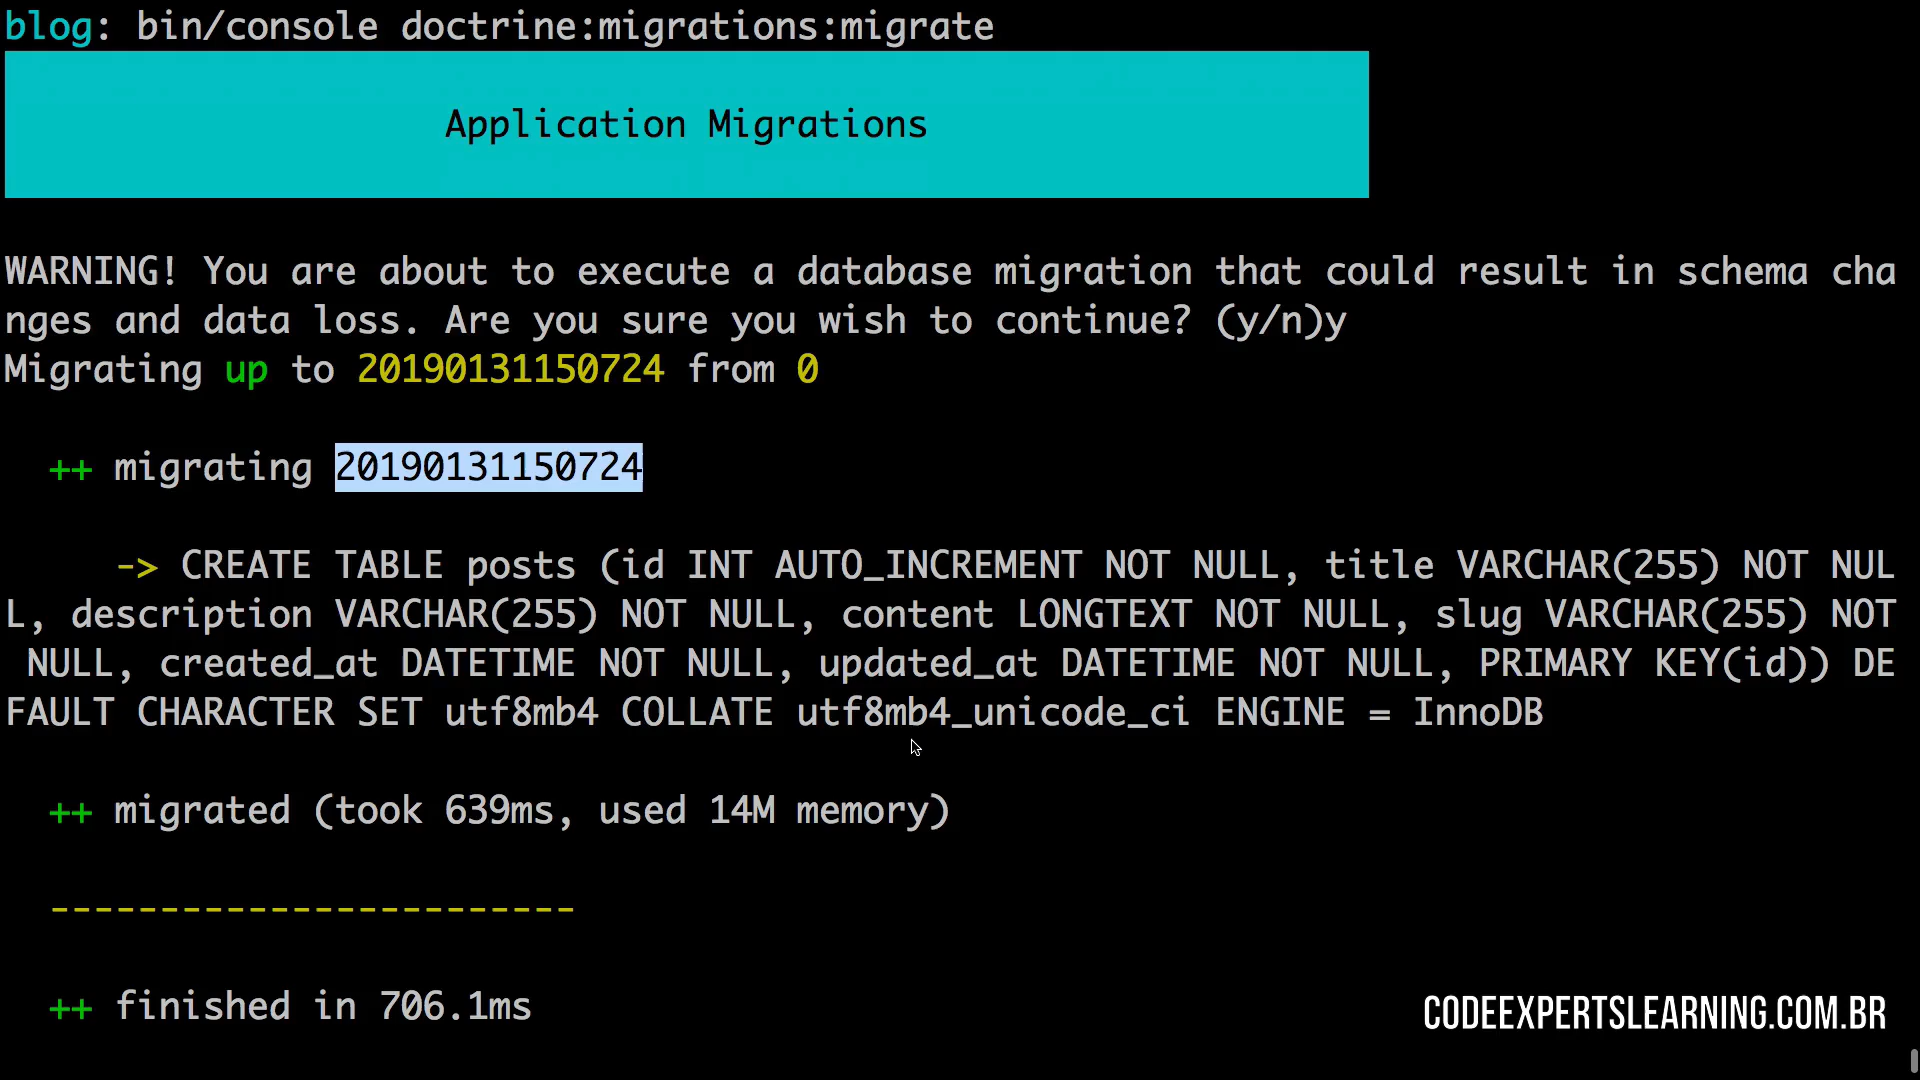 blog: bin/console doctrine:migrations:migrate
Application Migrations
WARNING! You are about to execute a database migration that could result in schema cha
nges and data loss. Are you sure you wish to continue? (y/n)y
Migrating up to 20190131150724 from 0
++ migrating 20190131150724
-> CREATE TABLE posts (id INT AUTO_INCREMENT NOT NULL, title VARCHAR(255) NOT NUL
L, description VARCHAR(255) NOT NULL, content LONGTEXT NOT NULL, slug VARCHAR(255) NOT
NULL, created_at DATETIME NOT NULL, updated_at DATETIME NOT NULL, PRIMARY KEY(id)) DE
FAULT CHARACTER SET utf8mb4 COLLATE utf8mb4_unicode_ci ENGINE = InnoDB
++ migrated (took 639ms, used 14M memory)
------------------------
++ finished in 706.1ms
CODEEXPERTSLEARNING.COM.BR